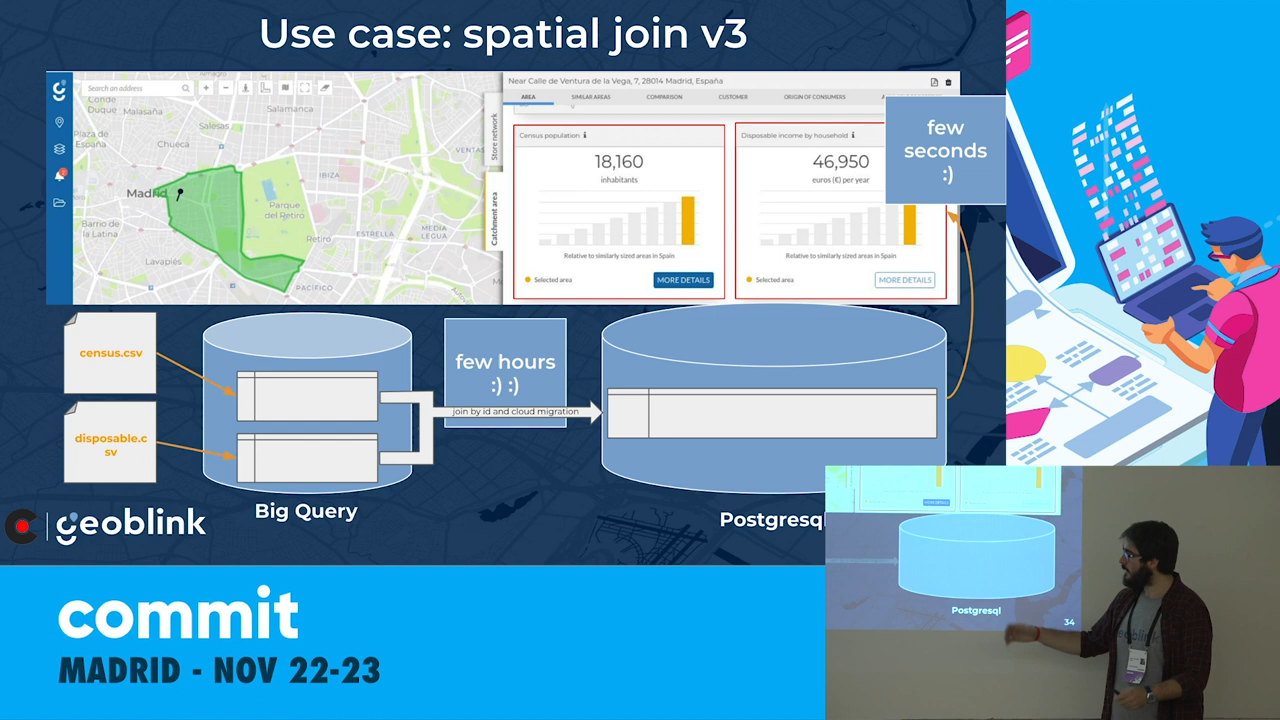 Use case: spatial join v3
Search an address
Near Calle de Ventura de la Vega, 7, 28014 Madrid, España
AREA
SIMILAR AREAS
COMPARISON
CUSTOMER
ORIGIN OF CONSUMERS
Duque
Malasaña
Salamanca
Salesas
Plaza de
España
Chueca
Madrid
IBIZA
Parque
del Retiro
Barrio de
la Latina
Retiro
ESTRELLA
MEDIA
LEGUA
Lavapiés
PACÍFICO
VENTAS
Store network
Catchment area
Census population
18,160
inhabitants
Relative to similarly sized areas in Spain
Selected area
MORE DETAILS
Disposable income by household
46,950
euros (€) per year
Relative to similarly sized areas in Spain
Selected area
MORE DETAILS
few
seconds
:)
census.csv
disposable.c
sv
few hours
:) :)
join by id and cloud migration
Big Query
Postgresql
geoblink
commit
MADRID - NOV 22-23
Postgresql
34
geoblink